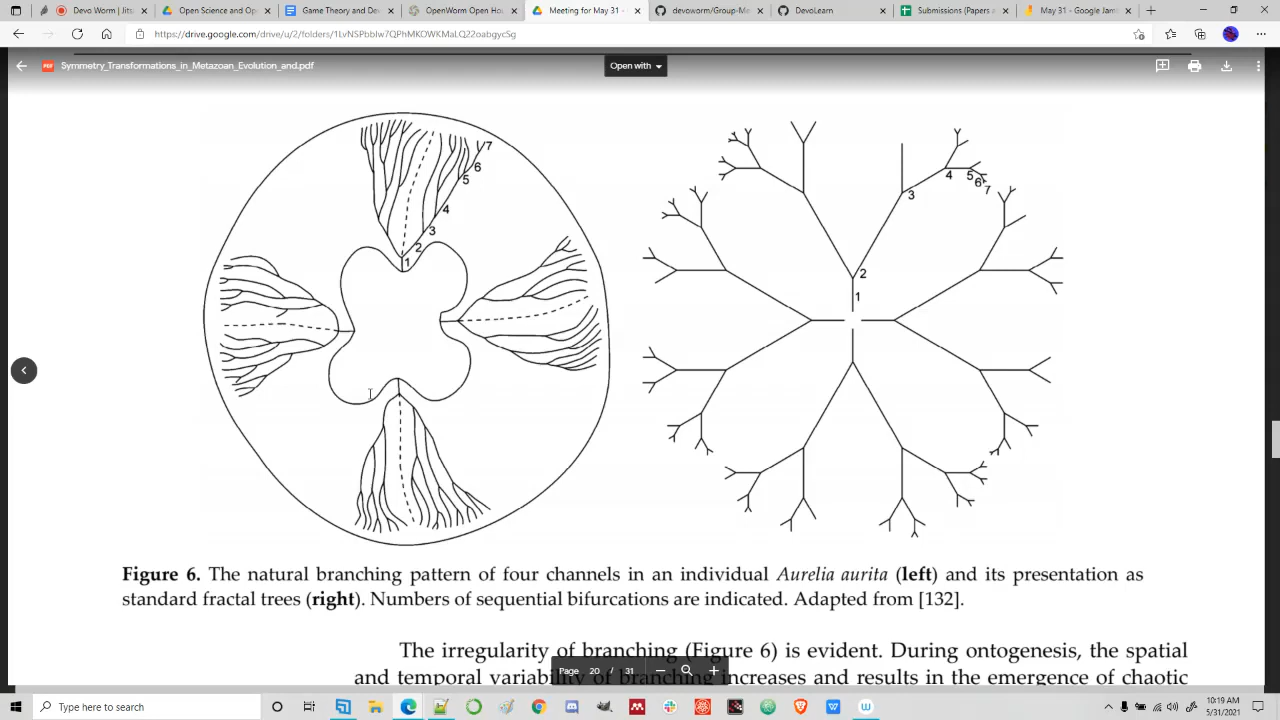 Devo Worm | Jits
Open Science and O
Game Theory and Dev
OpenWorm Open Hous
Meeting for May 31 -
devoworm/Group-Me
DevoLearn
Submissions (Papers a
May 31 - Google Jam
https://drive.google.com/drive/u/2/folders/1LvNSPbblw7QPhMKOWKMaLQ22oabgycSg
Symmetry_Transformations_in_Metazoan_Evolution_and.pdf
Open with
7
6
5
4
3
2
1
4
5
6
7
3
2
1
Figure 6. The natural branching pattern of four channels in an individual Aurelia aurita (left) and its presentation as
standard fractal trees (right). Numbers of sequential bifurcations are indicated. Adapted from [132].
The irregularity of branching (Figure 6) is evident. During ontogenesis, the spatial
and temporal variability of branching increases and results in the emergence of chaotic
Page 20 / 31
Type here to search
10:19 AM
5/31/2021